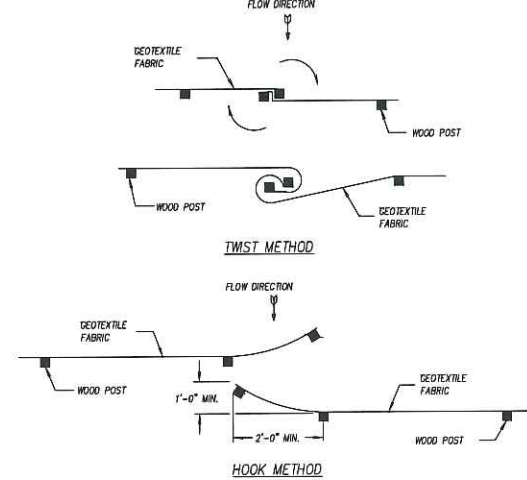 FLOW DIRECTION
GEOTEXTILE
FABRIC
WOOD POST
WOOD POST
GEOTEXTILE
FABRIC
TWIST METHOD
FLOW DIRECTION
GEOTEXTILE
FABRIC
WOOD POST
1'-0" MIN.
GEOTEXTILE
FABRIC
2'-0" MIN.
WOOD POST
HOOK METHOD